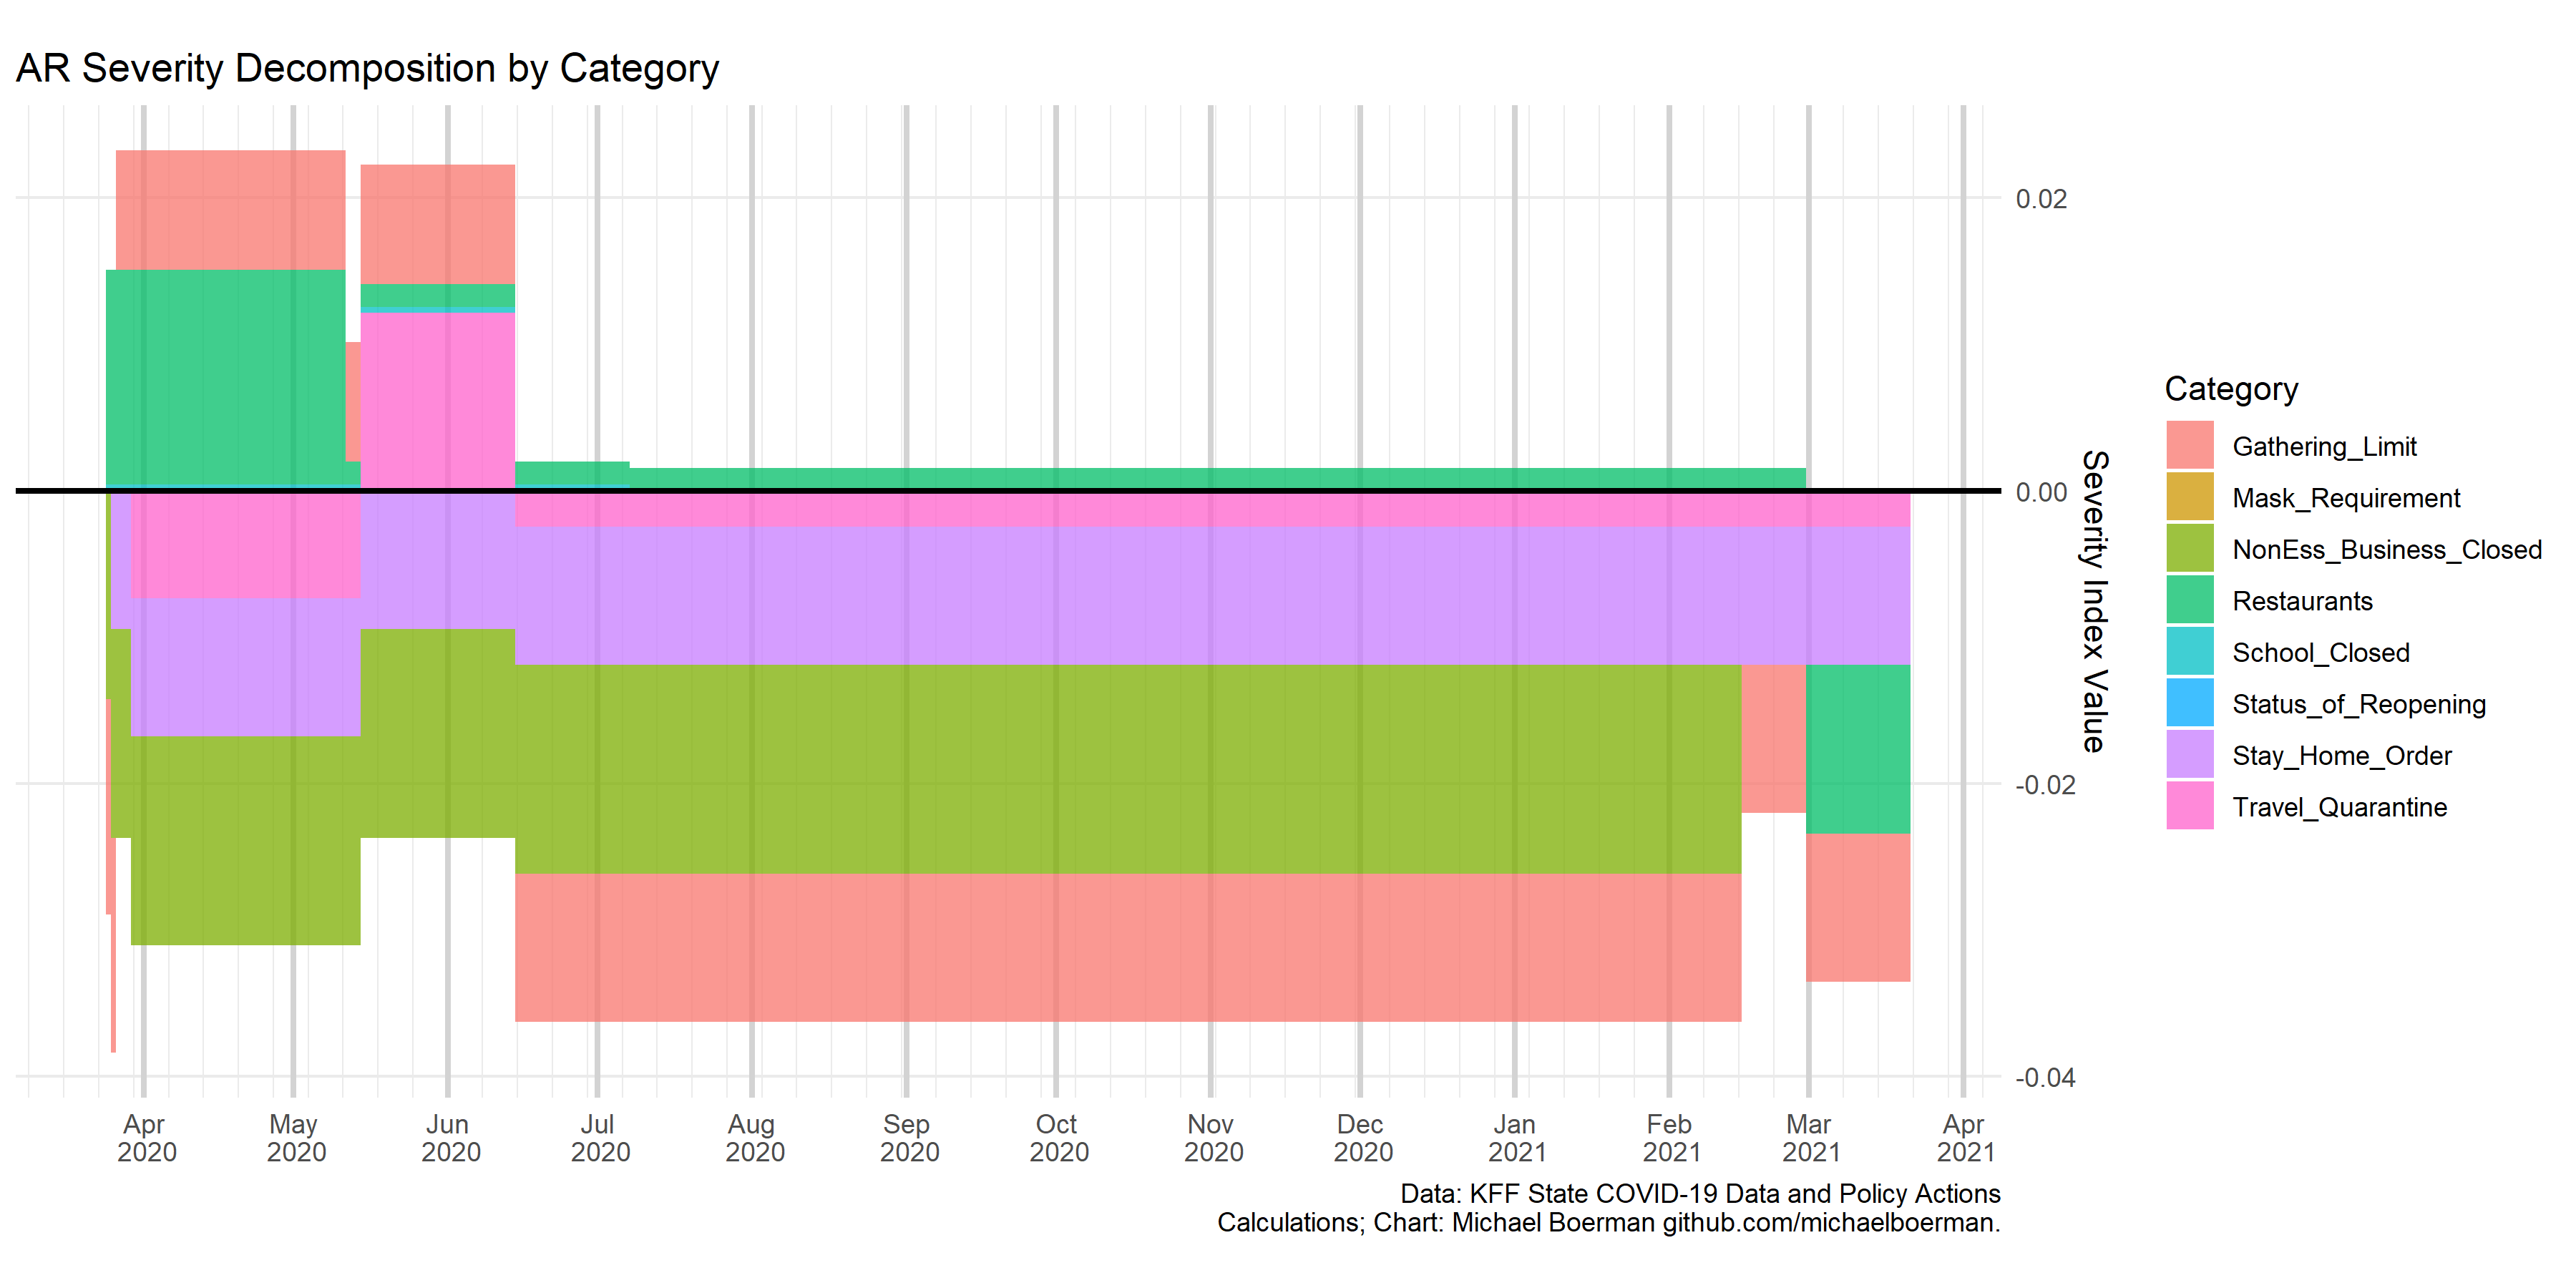 AR Severity Decomposition by Category
0.02
0.00
-0.02
-0.04
Severity Index Value
Category
Gathering_Limit
Mask_Requirement
NonEss_Business_Closed
Restaurants
School_Closed
Status_of_Reopening
Stay_Home_Order
Travel_Quarantine
Apr May Jun Jul Aug Sep Oct Nov Dec Jan Feb Mar Apr
2020 2020 2020 2020 2020 2020 2020 2020 2020 2021 2021 2021 2021
Data: KFF State COVID-19 Data and Policy Actions
Calculations; Chart: Michael Boerman github.com/michaelboerman.